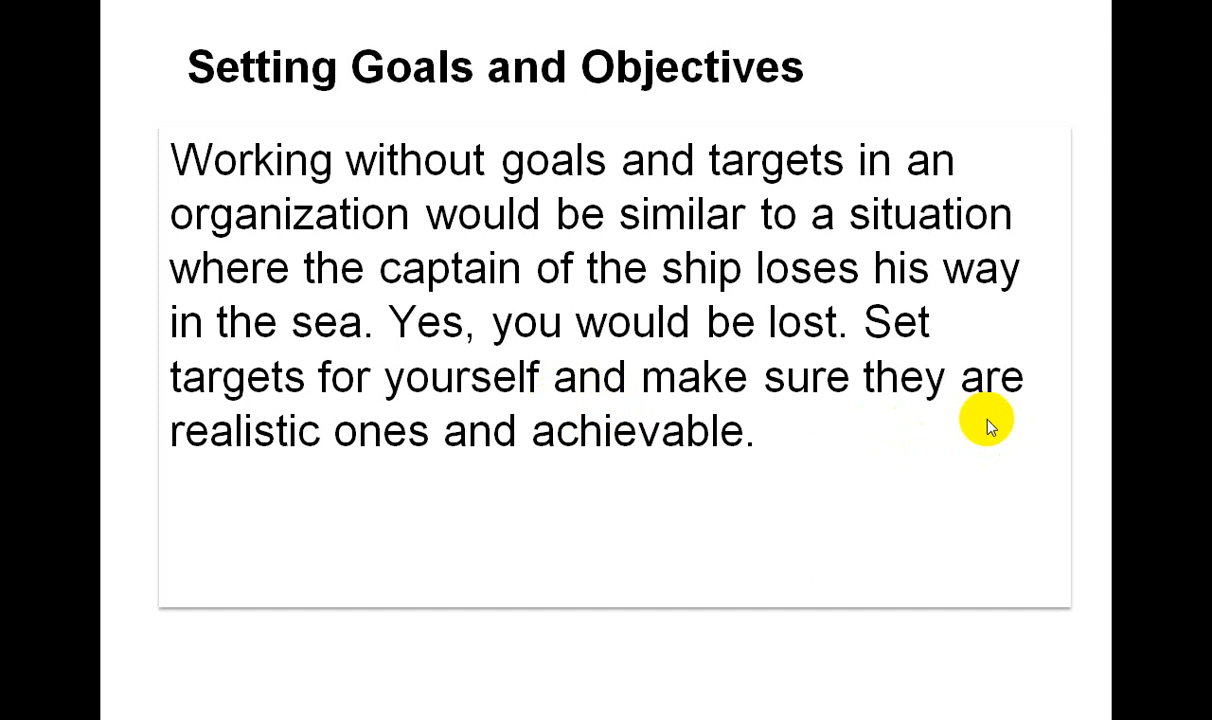 Setting Goals and Objectives
Working without goals and targets in an
organization would be similar to a situation
where the captain of the ship loses his way
in the sea. Yes, you would be lost. Set
targets for yourself and make sure they are
realistic ones and achievable.